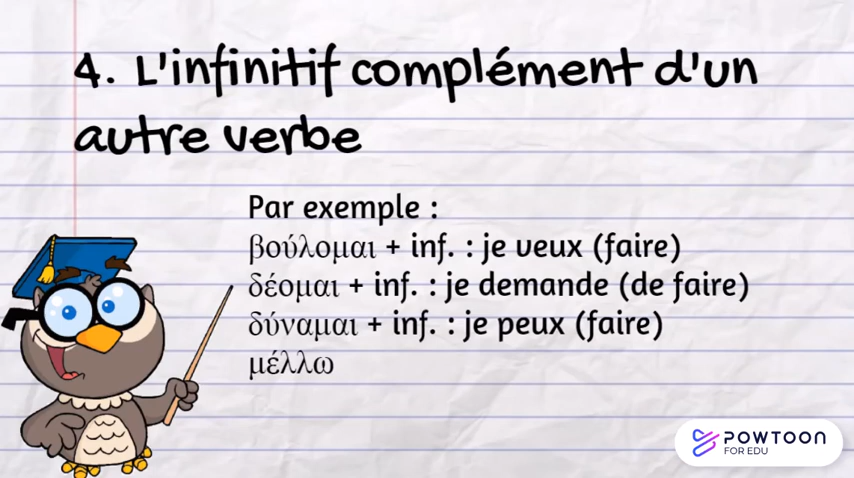 4. L'infinitif complément d'un
autre verbe
Par exemple :
βούλομαι + inf. : je veux (faire)
δέομαι + inf. : je demande (de faire)
δύναμαι + inf. : je peux (faire)
μέλλω
POWTOON
FOR EDU